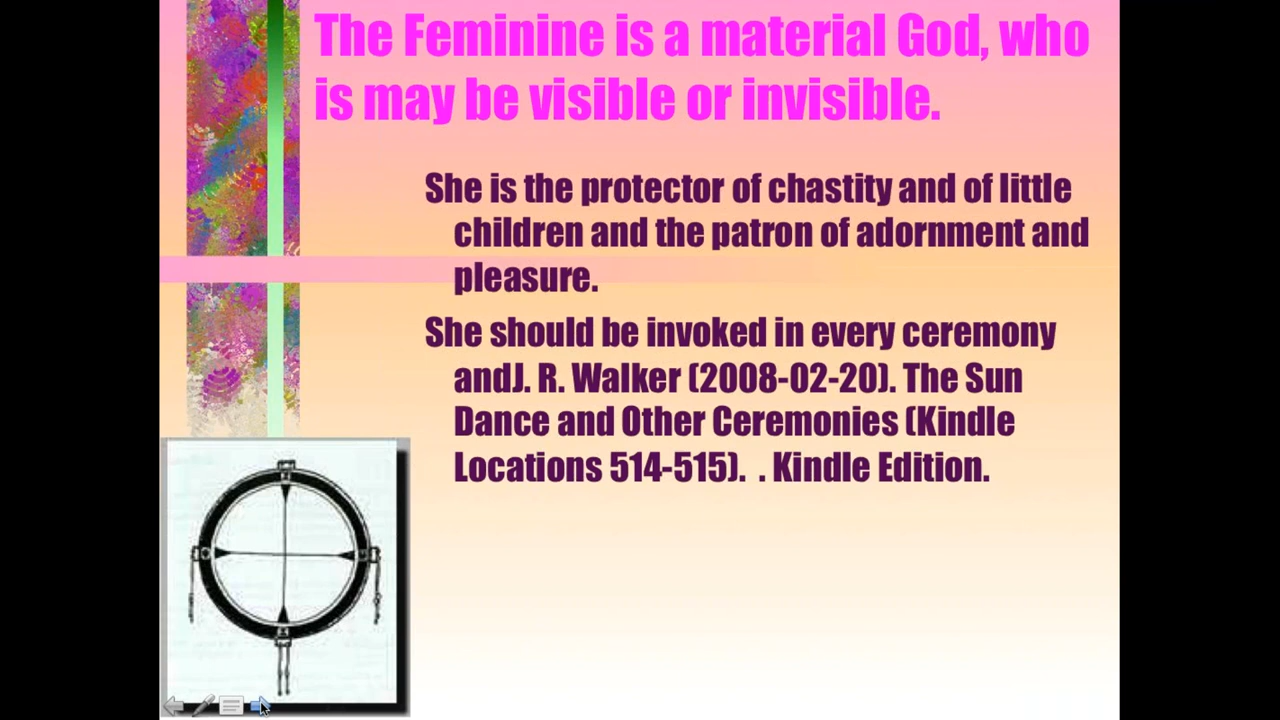 The Feminine is a material God, who
is may be visible or invisible.
She is the protector of chastity and of little
children and the patron of adornment and
pleasure.
She should be invoked in every ceremony
andJ. R. Walker (2008-02-20). The Sun
Dance and Other Ceremonies (Kindle
Locations 514-515).  . Kindle Edition.